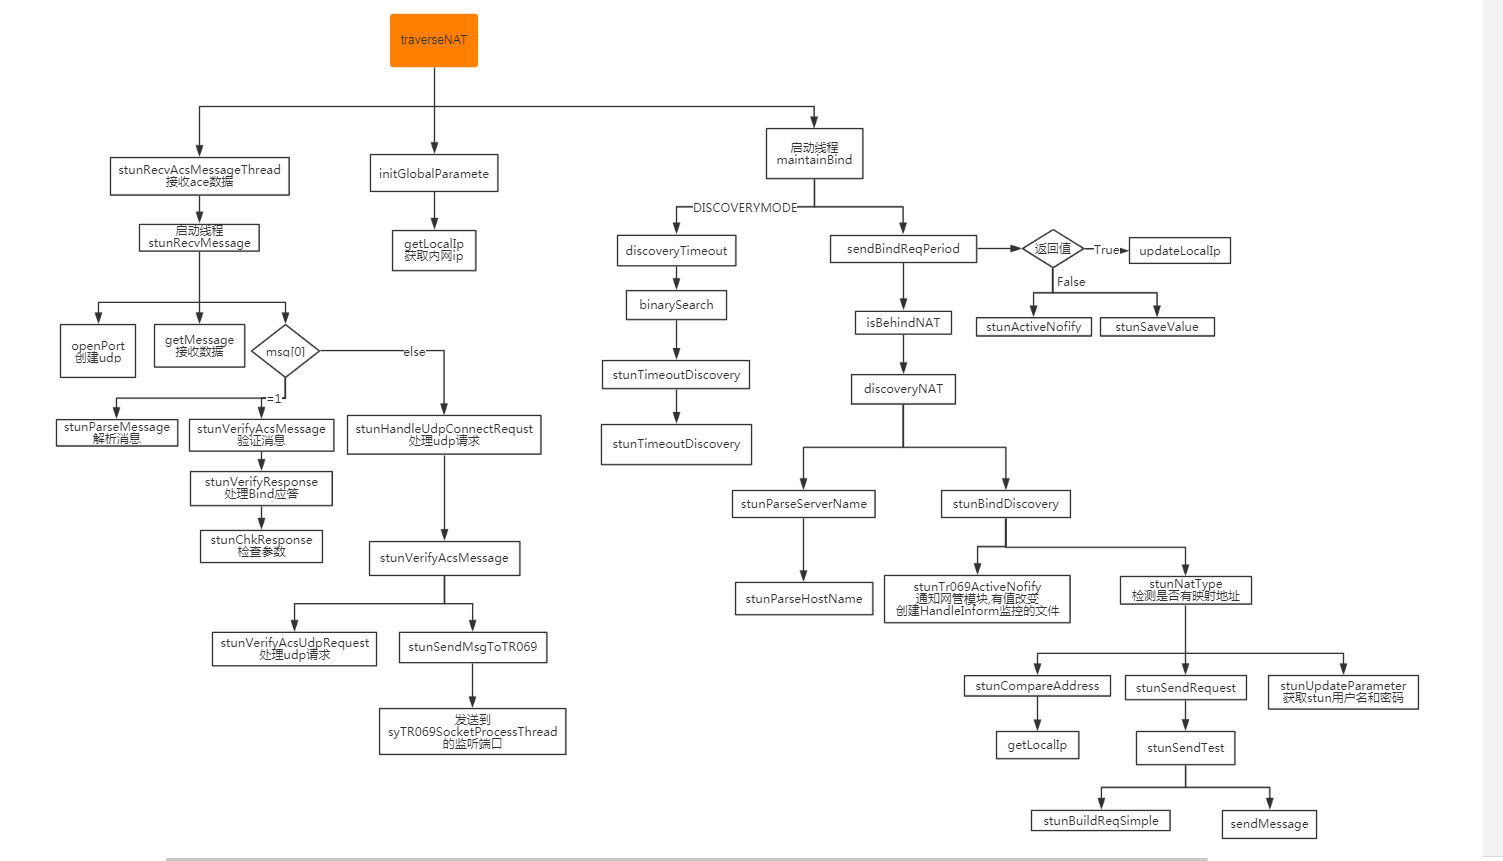 traverseNAT
stunRecvAcsMessageThread
接收ace数据
启动线程
stunRecvMessage
openPort
创建udp
getMessage
接收数据
msg[0]
else
=1
stunParseMessage
解析消息
stunVerifyAcsMessage
验证消息
stunVerifyResponse
处理Bind应答
stunChkResponse
检查参数
stunHandleUdpConnectRequst
处理udp请求
stunVerifyAcsMessage
stunVerifyAcsUdpRequest
处理udp请求
stunSendMsgToTR069
发送到
syTR069SocketProcessThread
的监听端口
initGlobalParamete
getLocalIp
获取内网ip
启动线程
maintainBind
DISCOVERYMODE
discoveryTimeout
binarySearch
stunTimeoutDiscovery
stunTimeoutDiscovery
sendBindReqPeriod
返回值
True
updateLocalIp
False
stunActiveNofify
stunSaveValue
isBehindNAT
discoveryNAT
stunParseServerName
stunParseHostName
stunBindDiscovery
stunTr069ActiveNofify
通知网管模块,有值改变
创建HandleInform监控的文件
stunNatType
检测是否有映射地址
stunCompareAddress
getLocalIp
stunSendRequest
stunSendTest
stunBuildReqSimple
sendMessage
stunUpdateParameter
获取stun用户名和密码